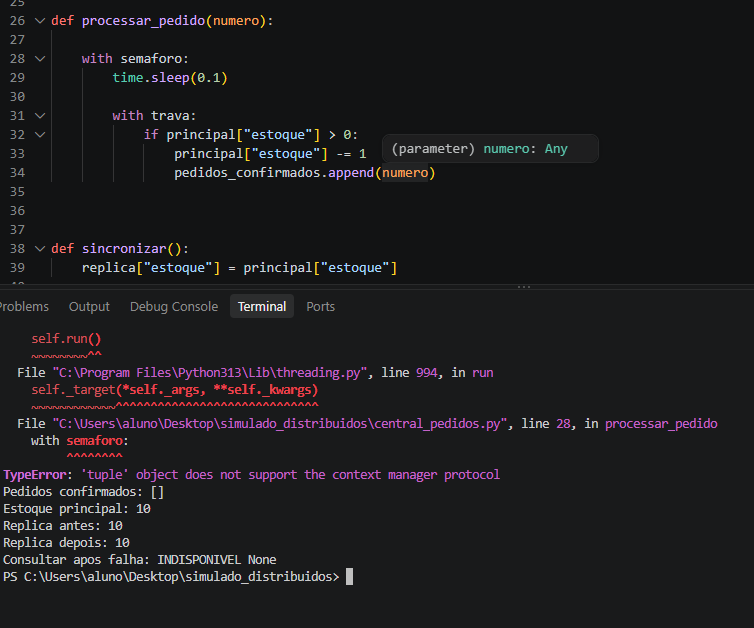 25
26 def processar_pedido(numero):
27
28 with semaforo:
29 time.sleep(0.1)
30
31 with trava:
32 if principal["estoque"] > 0:
33 principal["estoque"] -= 1
(parameter) numero: Any
34 pedidos_confirmados.append(numero)
35
36
37
38 def sincronizar():
39 replica["estoque"] = principal["estoque"]
Problems Output Debug Console Terminal Ports
self.run()
~~~~~~~~^^
File "C:\Program Files\Python313\Lib\threading.py", line 994, in run
self._target(*self._args, **self._kwargs)
~~~~~~~~~~~~^^^^^^^^^^^^^^^^^^^^^^^^^^^^^
File "C:\Users\aluno\Desktop\simulado_distribuidos\central_pedidos.py", line 28, in processar_pedido
with semaforo:
^^^^^^^^
TypeError: 'tuple' object does not support the context manager protocol
Pedidos confirmados: []
Estoque principal: 10
Replica antes: 10
Replica depois: 10
Consultar apos falha: INDISPONIVEL None
PS C:\Users\aluno\Desktop\simulado_distribuidos>